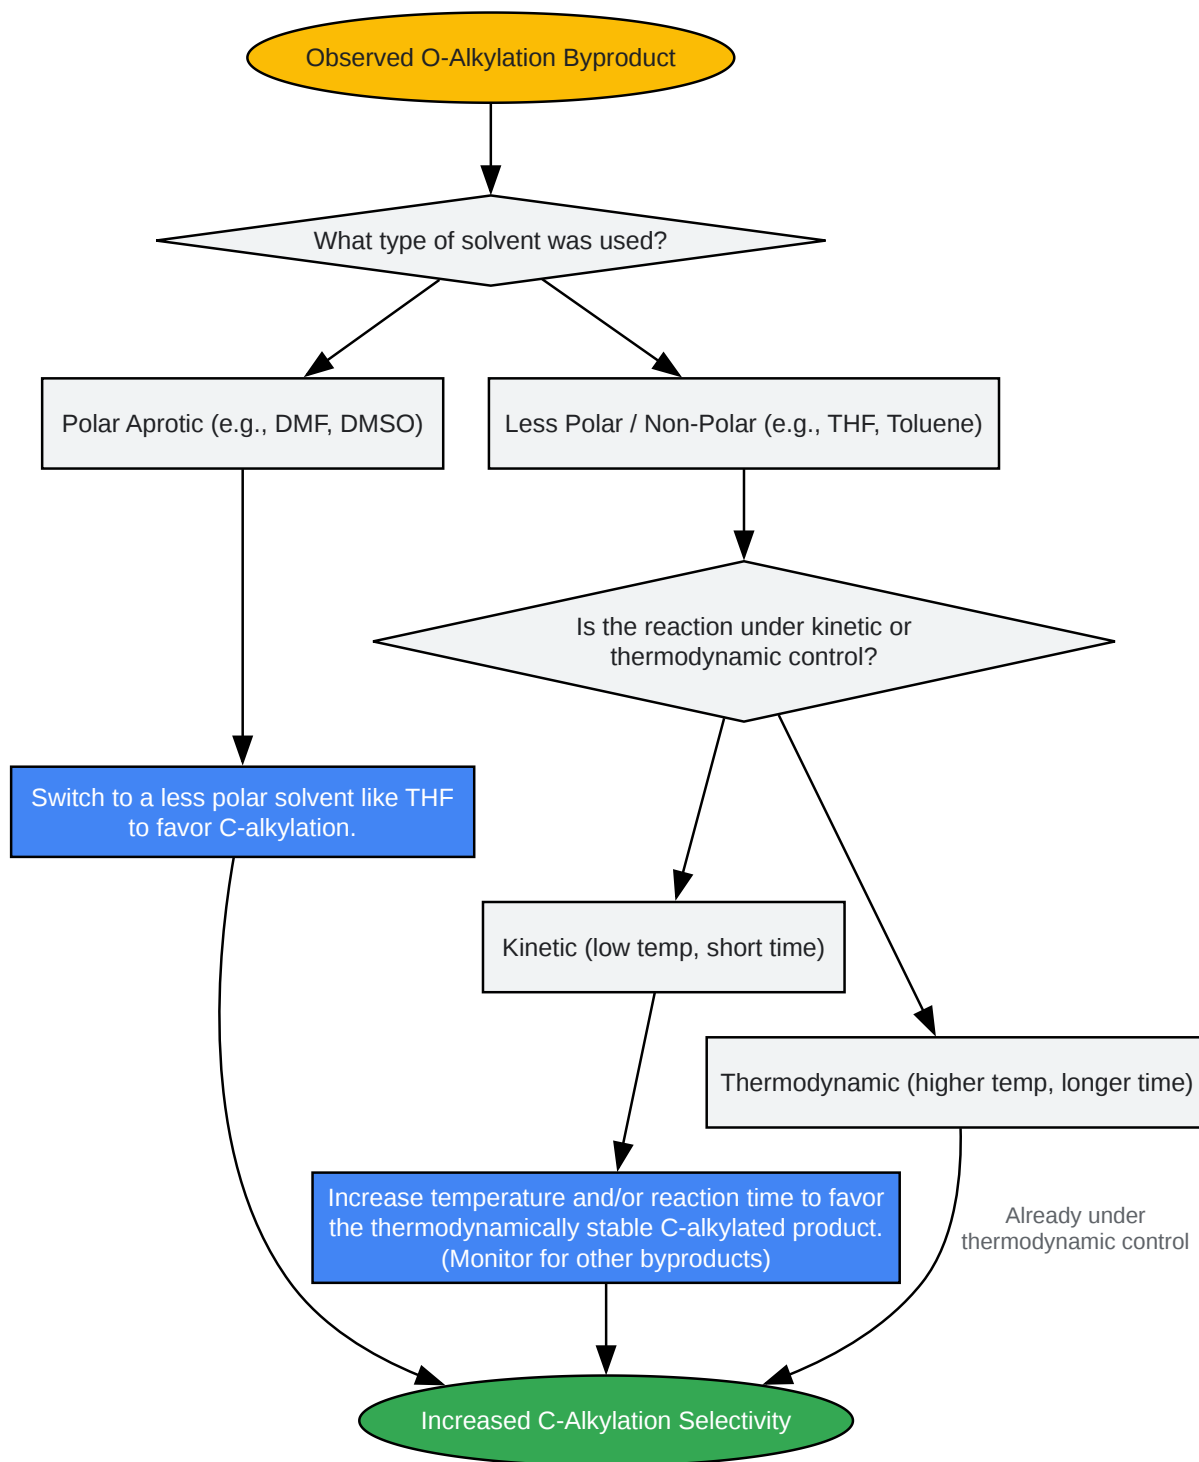 Observed O-Alkylation Byproduct
What type of solvent was used?
Polar Aprotic (e.g., DMF, DMSO)
Less Polar / Non-Polar (e.g., THF, Toluene)
Is the reaction under kinetic or
thermodynamic control?
Switch to a less polar solvent like THF
to favor C-alkylation.
Kinetic (low temp, short time)
Thermodynamic (higher temp, longer time)
Increase temperature and/or reaction time to favor
the thermodynamically stable C-alkylated product.
(Monitor for other byproducts)
Already under
thermodynamic control
Increased C-Alkylation Selectivity